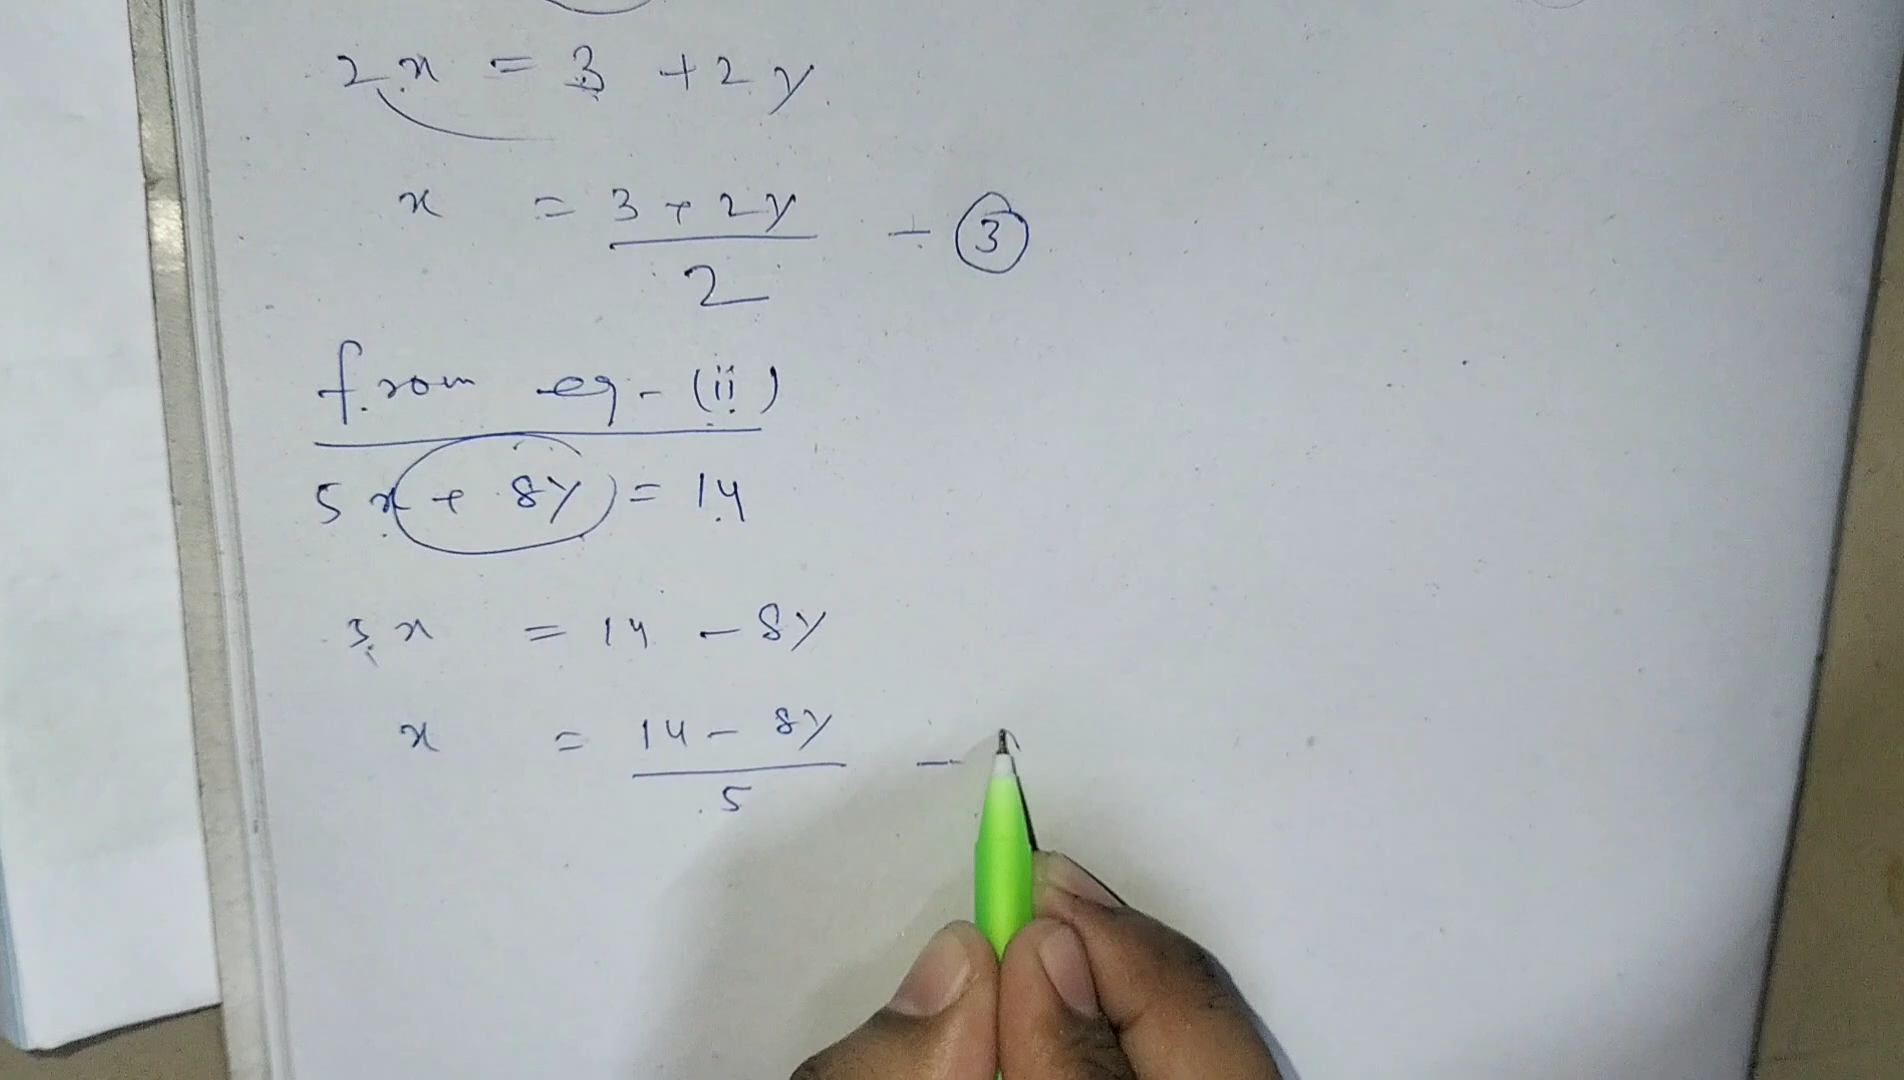 2x = 3 + 2y
x = 3 + 2y / 2 - ③
from eq - (ii)
5x + 8y = 14
5x = 14 - 8y
x = 14 - 8y / 5 -